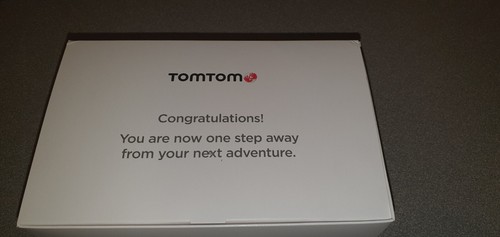 TOMTOM
Congratulations!
You are now one step away
from your next adventure.